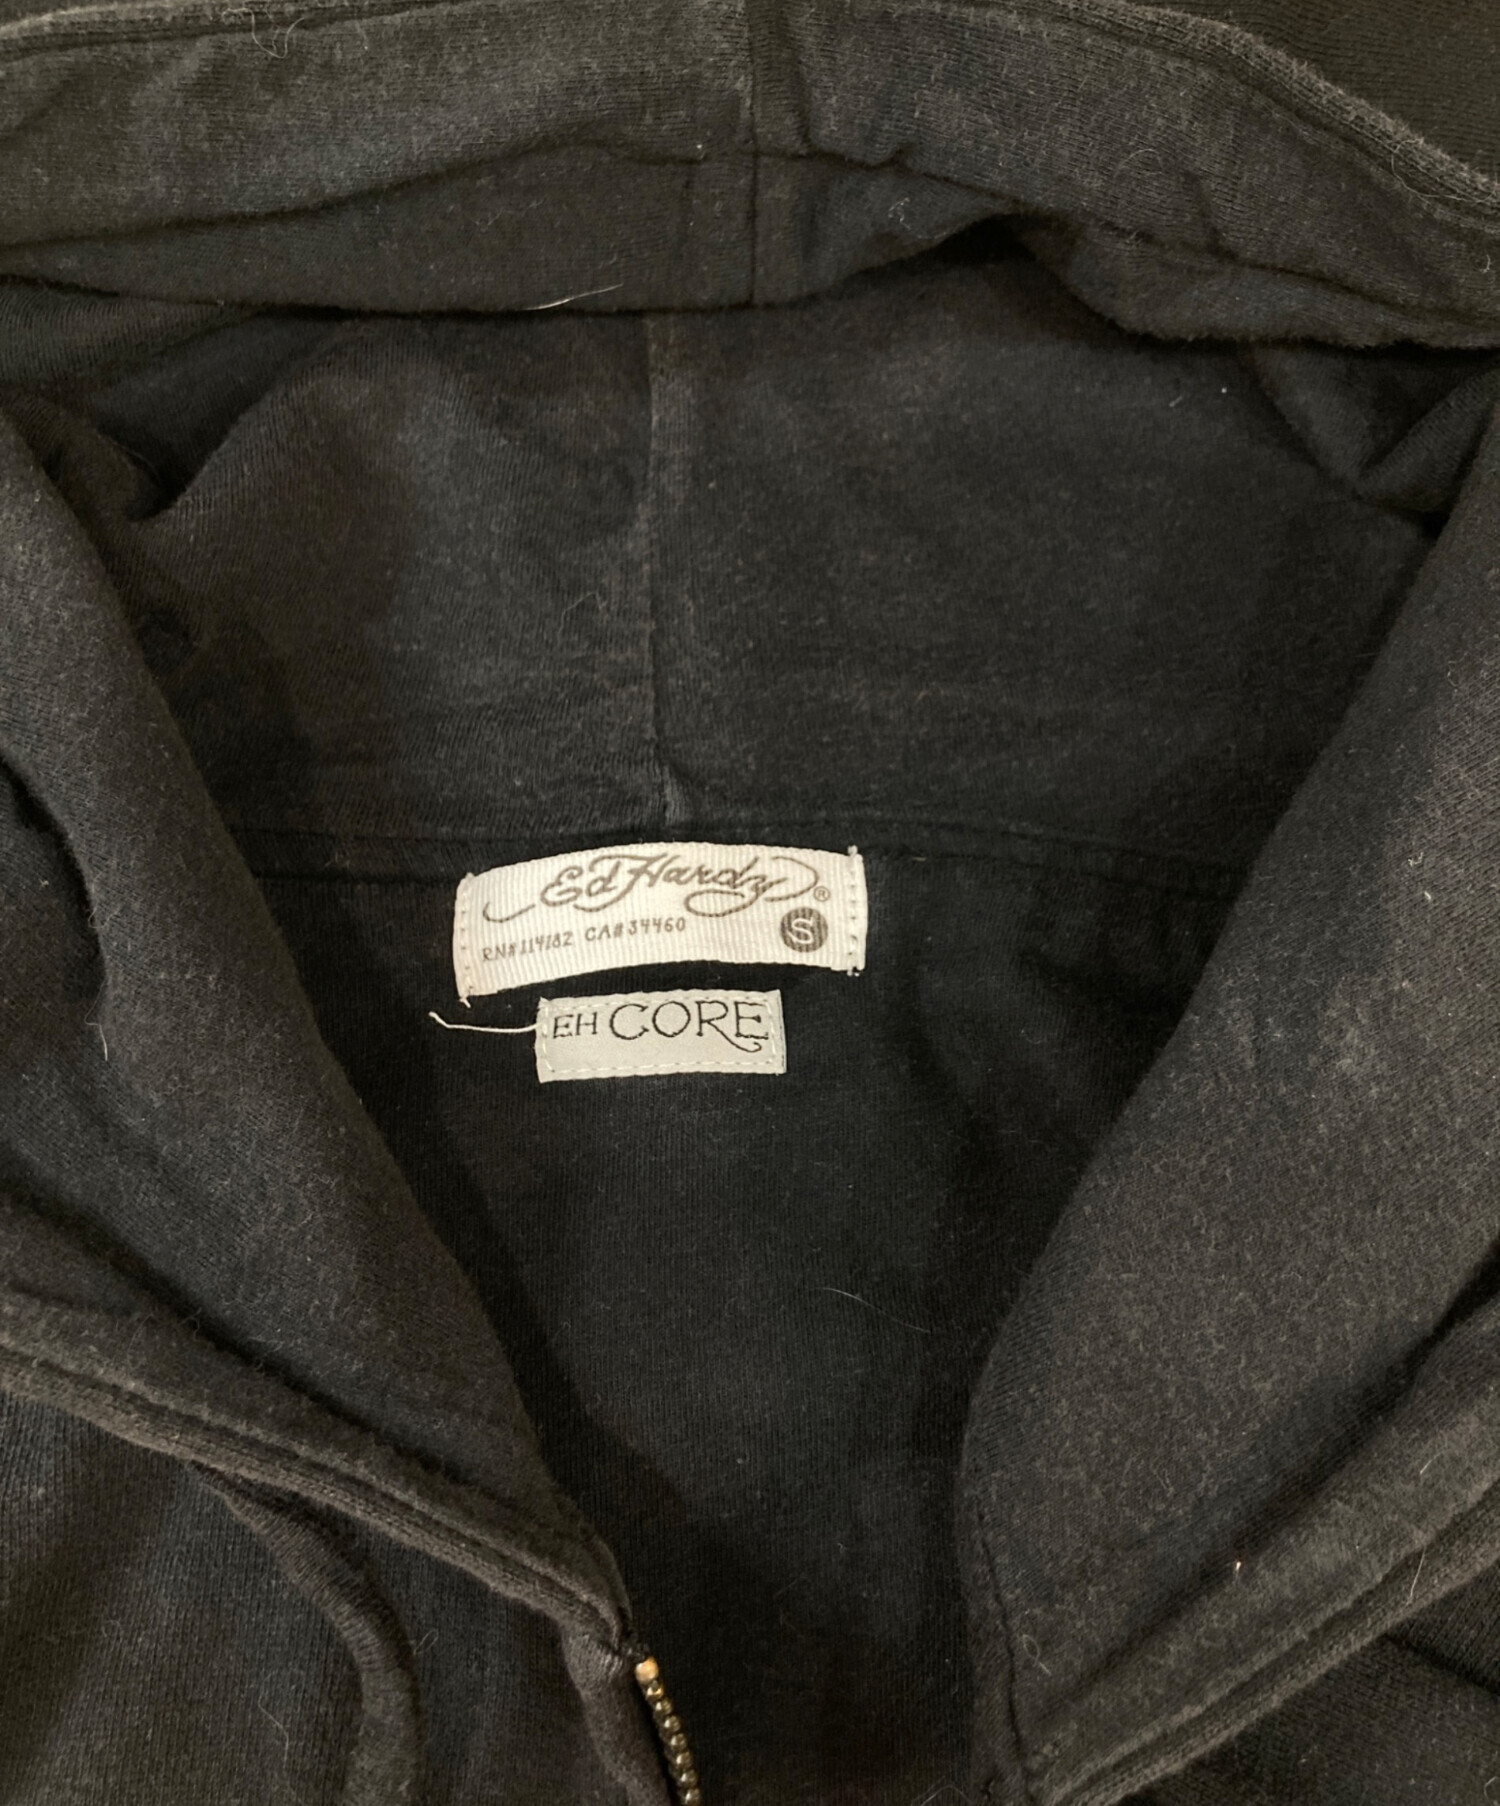 Ed Hardy®
RN# 114182 CA# 34460 S
EH CORE